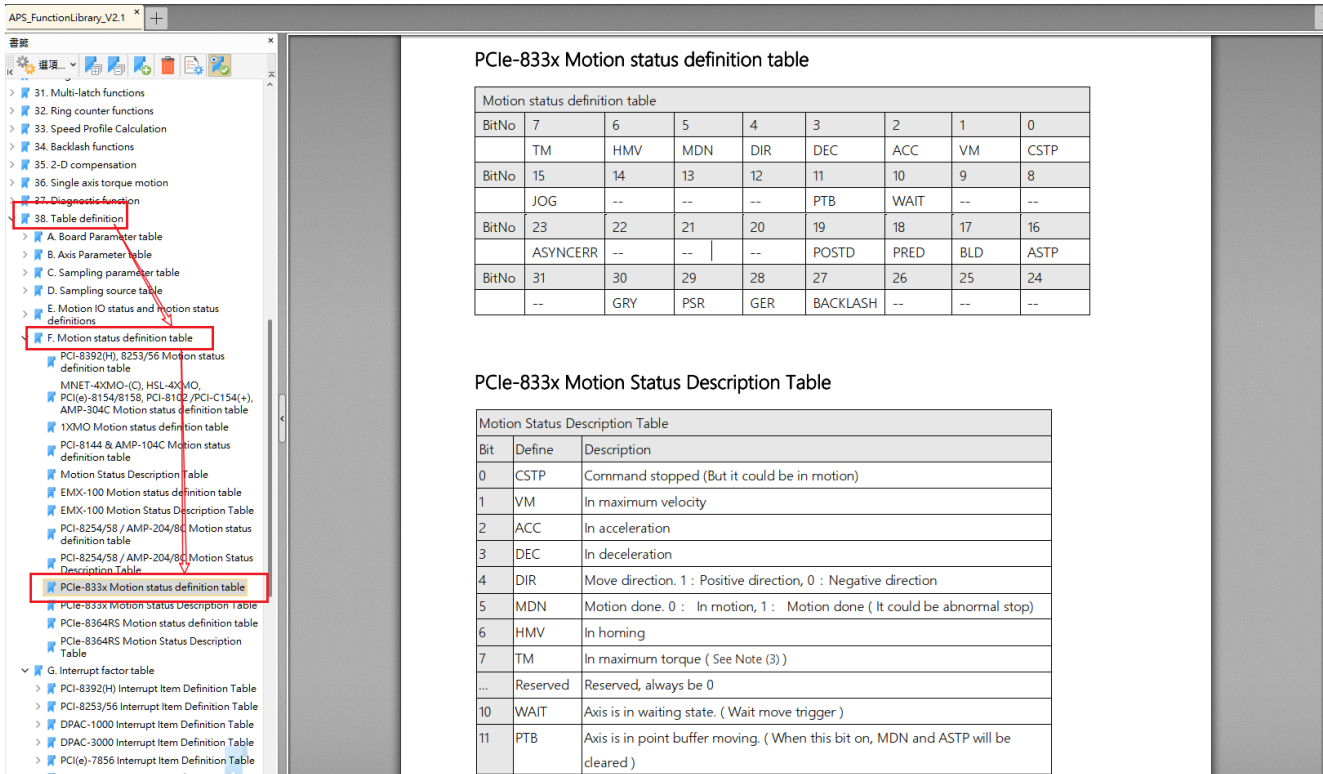 APS_FunctionLibrary_V2.1
書籤
選項...
31. Multi-latch functions
32. Ring counter functions
33. Speed Profile Calculation
34. Backlash functions
35. 2-D compensation
36. Single axis torque motion
37. Diagnostic function
38. Table definition
A. Board Parameter table
B. Axis Parameter table
C. Sampling parameter table
D. Sampling source table
E. Motion IO status and motion status
definitions
F. Motion status definition table
PCI-8392(H), 8253/56 Motion status
definition table
MNET-4XMO-(C), HSL-4XMO,
PCI(e)-8154/8158, PCI-8102 /PCI-C154(+),
AMP-304C Motion status definition table
1XMO Motion status definition table
PCI-8144 & AMP-104C Motion status
definition table
Motion Status Description Table
EMX-100 Motion status definition table
EMX-100 Motion Status Description Table
PCI-8254/58 / AMP-204/8C Motion status
definition table
PCI-8254/58 / AMP-204/8C Motion Status
Description Table
PCIe-833x Motion status definition table
PCIe-833x Motion Status Description Table
PCIe-8364RS Motion status definition table
PCIe-8364RS Motion Status Description
Table
G. Interrupt factor table
PCI-8392(H) Interrupt Item Definition Table
PCI-8253/56 Interrupt Item Definition Table
DPAC-1000 Interrupt Item Definition Table
DPAC-3000 Interrupt Item Definition Table
PCI(e)-7856 Interrupt Item Definition Table
PCIe-833x Motion status definition table
Motion status definition table
BitNo 7 6 5 4 3 2 1 0
TM HMV MDN DIR DEC ACC VM CSTP
BitNo 15 14 13 12 11 10 9 8
JOG -- -- -- PTB WAIT -- --
BitNo 23 22 21 20 19 18 17 16
ASYNCERR -- -- -- POSTD PRED BLD ASTP
BitNo 31 30 29 28 27 26 25 24
-- GRY PSR GER BACKLASH -- -- --
PCIe-833x Motion Status Description Table
Motion Status Description Table
Bit Define Description
0 CSTP Command stopped (But it could be in motion)
1 VM In maximum velocity
2 ACC In acceleration
3 DEC In deceleration
4 DIR Move direction. 1 : Positive direction, 0 : Negative direction
5 MDN Motion done. 0 : In motion, 1 : Motion done ( It could be abnormal stop)
6 HMV In homing
7 TM In maximum torque ( See Note (3) )
... Reserved Reserved, always be 0
10 WAIT Axis is in waiting state. ( Wait move trigger )
11 PTB Axis is in point buffer moving. ( When this bit on, MDN and ASTP will be
cleared )